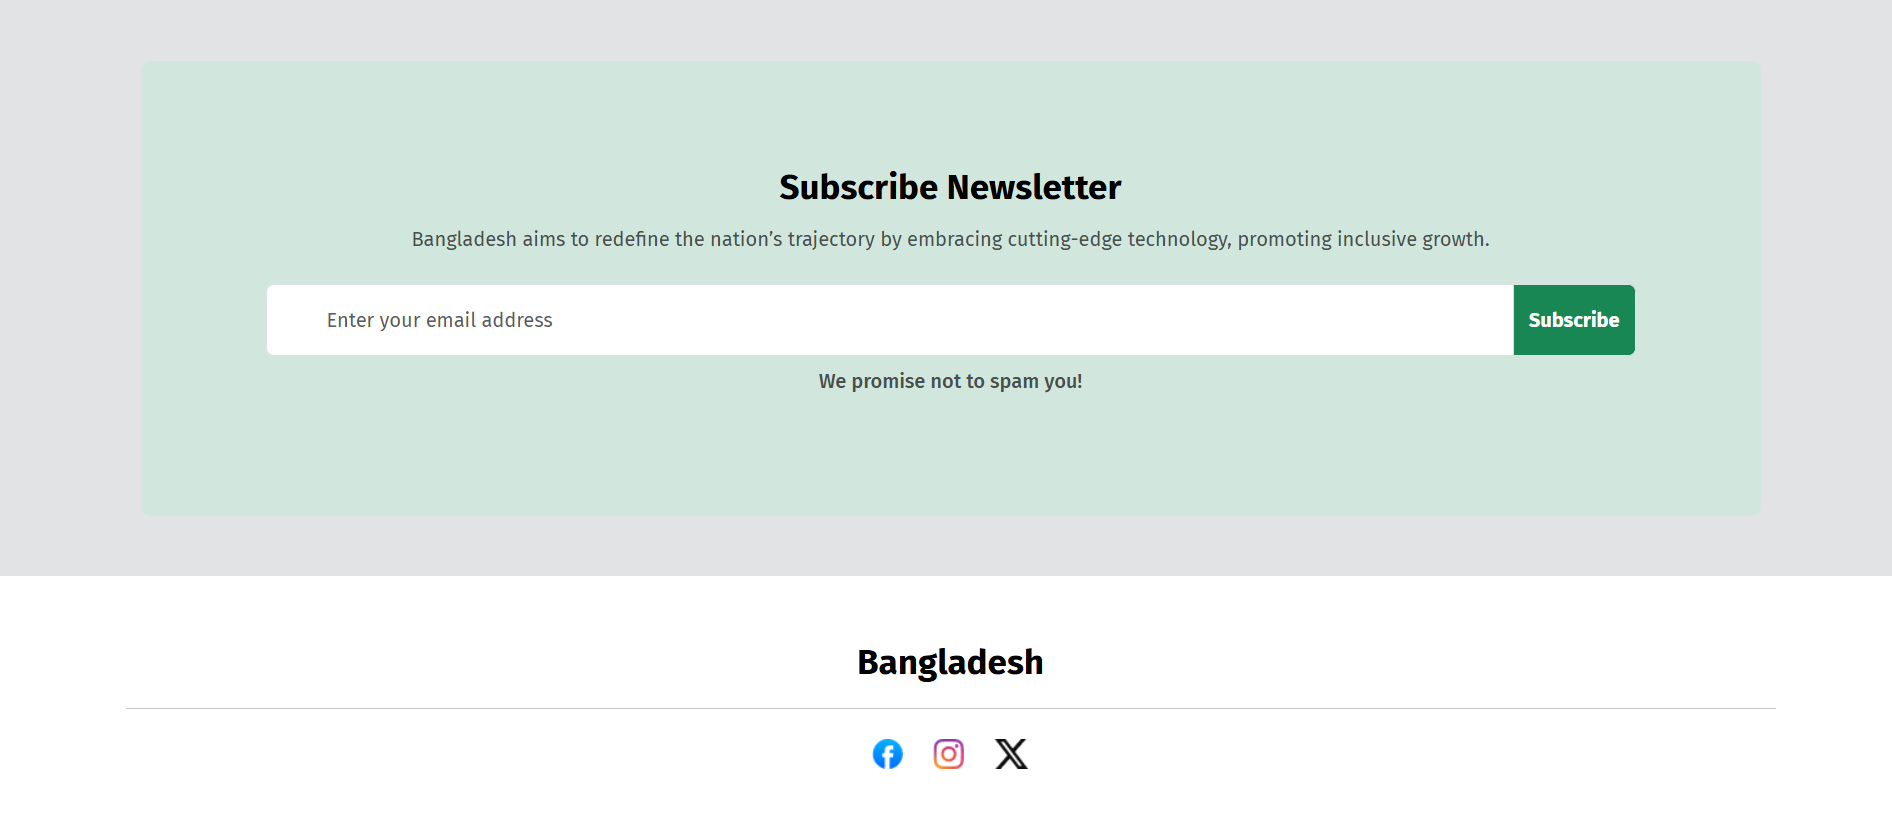 Subscribe Newsletter
Bangladesh aims to redefine the nation’s trajectory by embracing cutting-edge technology, promoting inclusive growth.
Enter your email address
Subscribe
We promise not to spam you!
Bangladesh